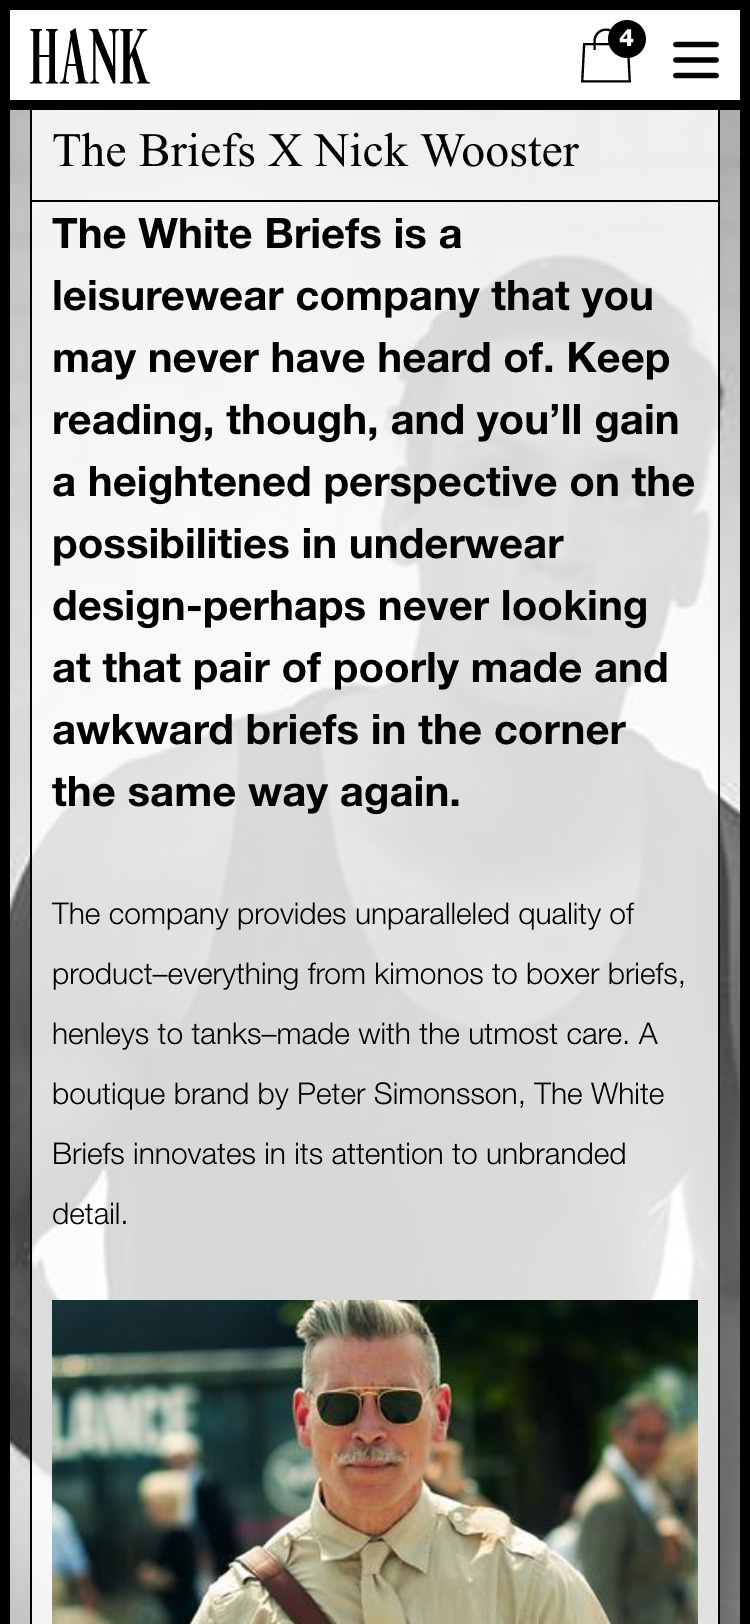 HANK
4
The Briefs X Nick Wooster
The White Briefs is a
leisurewear company that you
may never have heard of. Keep
reading, though, and you’ll gain
a heightened perspective on the
possibilities in underwear
design-perhaps never looking
at that pair of poorly made and
awkward briefs in the corner
the same way again.
The company provides unparalleled quality of
product–everything from kimonos to boxer briefs,
henleys to tanks–made with the utmost care. A
boutique brand by Peter Simonsson, The White
Briefs innovates in its attention to unbranded
detail.
LANCE